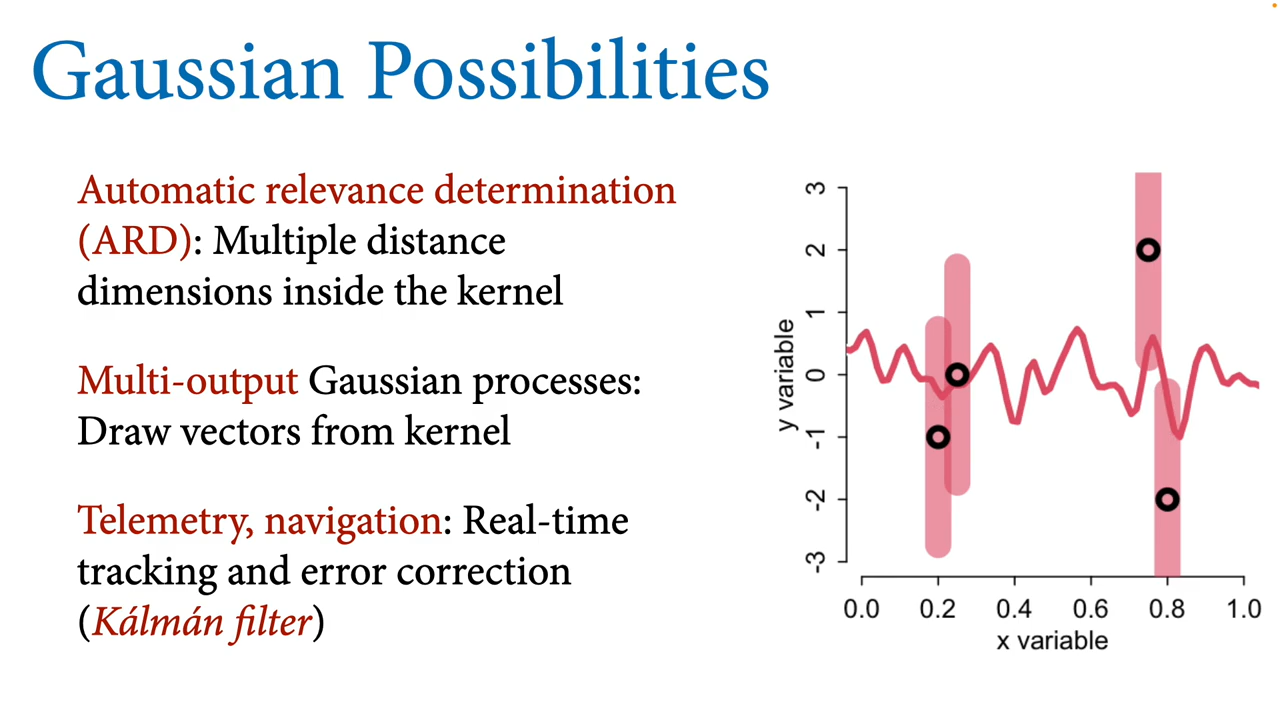 Gaussian Possibilities
Automatic relevance determination
(ARD): Multiple distance
dimensions inside the kernel
Multi-output Gaussian processes:
Draw vectors from kernel
Telemetry, navigation: Real-time
tracking and error correction
(Kálmán filter)
y variable
3
2
1
0
-1
-2
-3
0.0 0.2 0.4 0.6 0.8 1.0
x variable